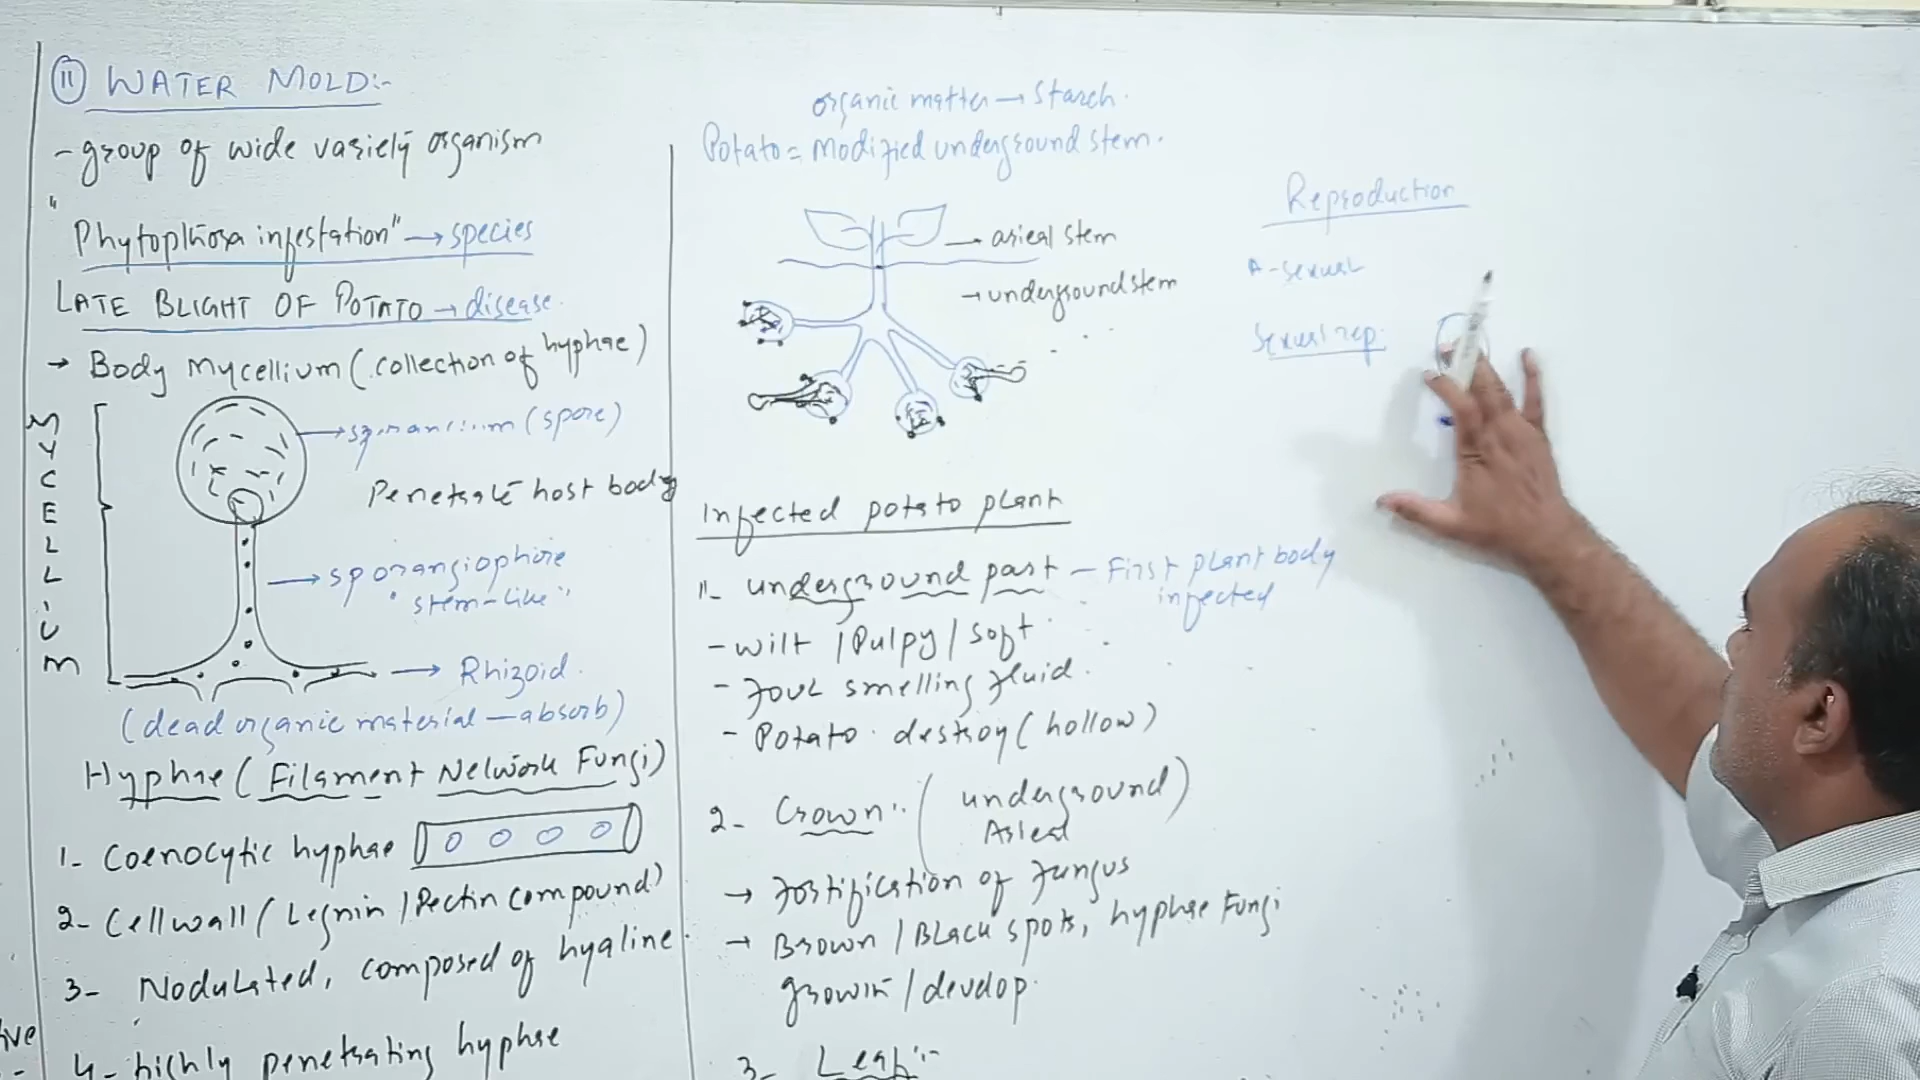 11 WATER MOLD:-
- group of wide variety organism
"Phytopthora infestation" → species
LATE BLIGHT OF POTATO → disease.
→ Body Mycellium (collection of hyphae)
MYCELLIUM
→ (spore)
Penetrate host body
→ sporangiophore
"stem-like"
→ Rhizoid.
(dead organic material - absorb)
Hyphae (Filament Network Fungi)
1- Coenocytic hyphae
2- Cellwall (Legnin / Pectin compound)
3- Nodulated, composed of hyaline.
4- highly penetrating hyphae
organic matter → Starch.
Potato = Modified underground stem.
→ arieal stem
→ underground stem
Infected potato plant
1- underground part - First plant body
infected
- wilt / Pulpy / soft
- Foul smelling fluid.
- Potato destroy (hollow)
2- Crown:- (underground)
Arieal
→ Fortification of fungus
→ Brown / Black spots, hyphae Fungi
growth / develop.
3- Leaf:-
Reproduction
A-sexual
Sexual rep.